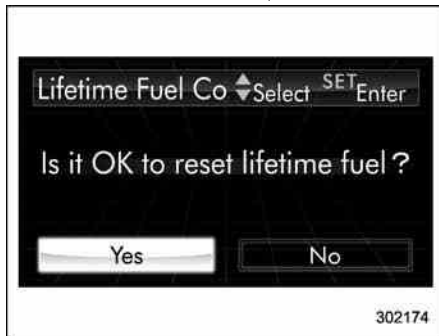 Lifetime Fuel Co Select SET Enter
Is it OK to reset lifetime fuel ?
Yes No
302174